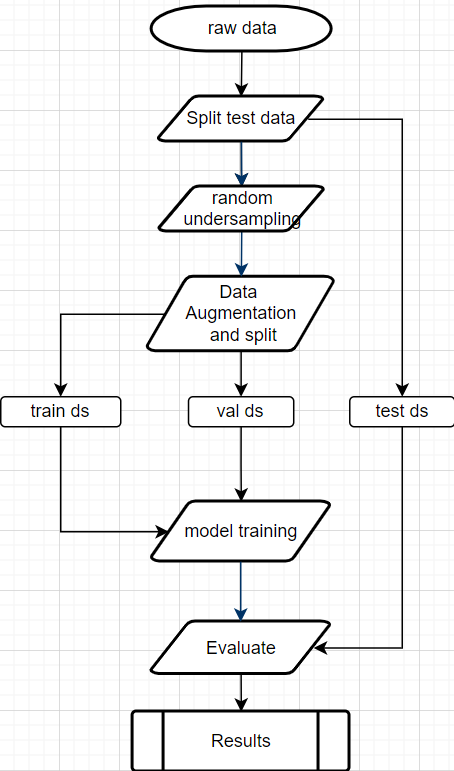 raw data
Split test data
random
undersampling
Data
Augmentation
and split
train ds
val ds
test ds
model training
Evaluate
Results